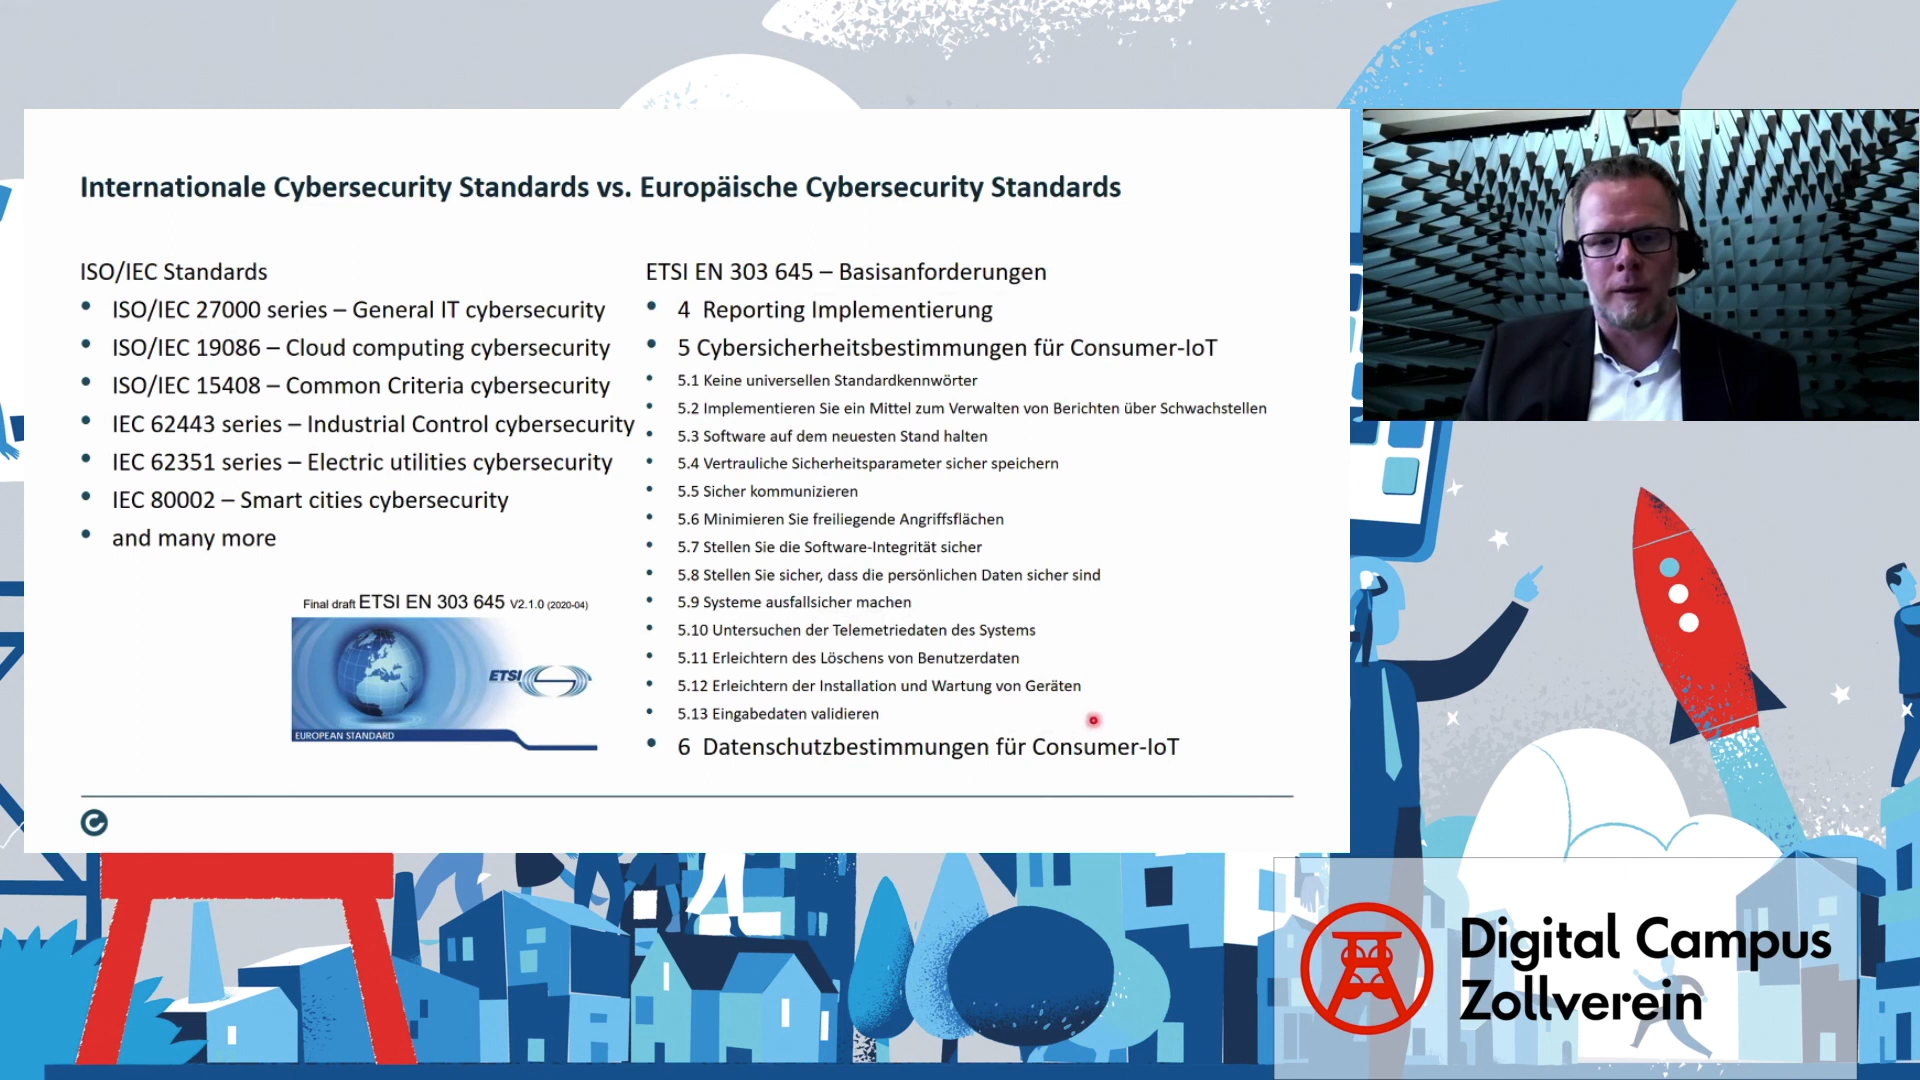 Internationale Cybersecurity Standards vs. Europäische Cybersecurity Standards
ISO/IEC Standards
• ISO/IEC 27000 series – General IT cybersecurity
• ISO/IEC 19086 – Cloud computing cybersecurity
• ISO/IEC 15408 – Common Criteria cybersecurity
• IEC 62443 series – Industrial Control cybersecurity
• IEC 62351 series – Electric utilities cybersecurity
• IEC 80002 – Smart cities cybersecurity
• and many more
Final draft ETSI EN 303 645 V2.1.0 (2020-04)
ETSI
EUROPEAN STANDARD
ETSI EN 303 645 – Basisanforderungen
• 4 Reporting Implementierung
• 5 Cybersicherheitsbestimmungen für Consumer-IoT
• 5.1 Keine universellen Standardkennwörter
• 5.2 Implementieren Sie ein Mittel zum Verwalten von Berichten über Schwachstellen
• 5.3 Software auf dem neuesten Stand halten
• 5.4 Vertrauliche Sicherheitsparameter sicher speichern
• 5.5 Sicher kommunizieren
• 5.6 Minimieren Sie freiliegende Angriffsflächen
• 5.7 Stellen Sie die Software-Integrität sicher
• 5.8 Stellen Sie sicher, dass die persönlichen Daten sicher sind
• 5.9 Systeme ausfallsicher machen
• 5.10 Untersuchen der Telemetriedaten des Systems
• 5.11 Erleichtern des Löschens von Benutzerdaten
• 5.12 Erleichtern der Installation und Wartung von Geräten
• 5.13 Eingabedaten validieren
• 6 Datenschutzbestimmungen für Consumer-IoT
Digital Campus
Zollverein